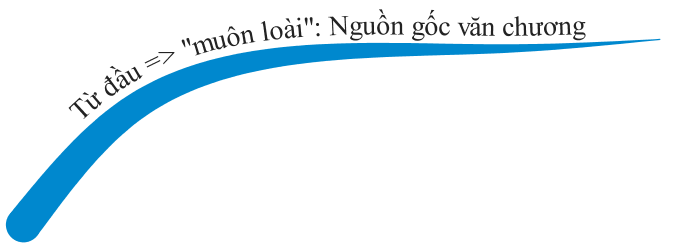 Từ đầu => "muôn loài": Nguồn gốc văn chương